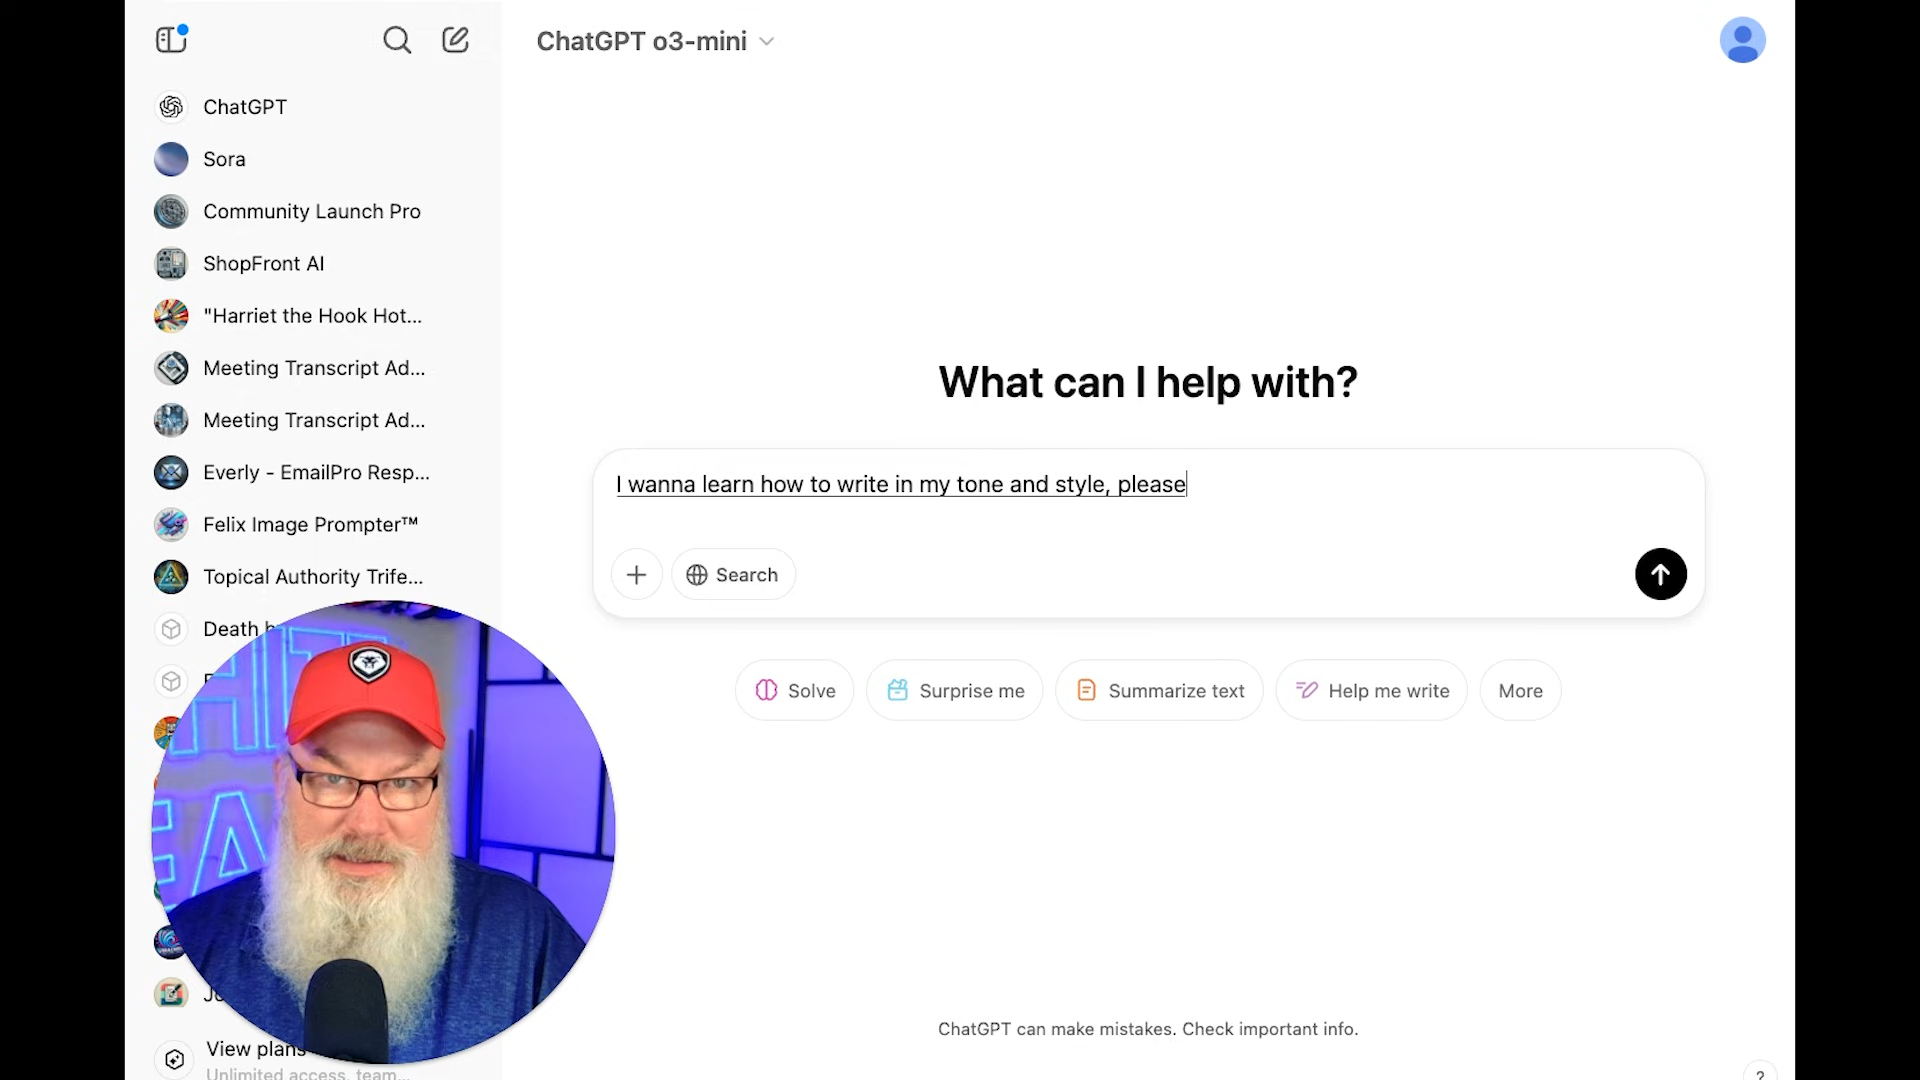 ChatGPT o3-mini
ChatGPT
Sora
Community Launch Pro
ShopFront AI
"Harriet the Hook Hot...
Meeting Transcript Ad...
Meeting Transcript Ad...
Everly - EmailPro Resp...
Felix Image Prompter™
Topical Authority Trife...
Death
View plans
Unlimited access, team...
What can I help with?
I wanna learn how to write in my tone and style, please
Search
Solve
Surprise me
Summarize text
Help me write
More
ChatGPT can make mistakes. Check important info.
?